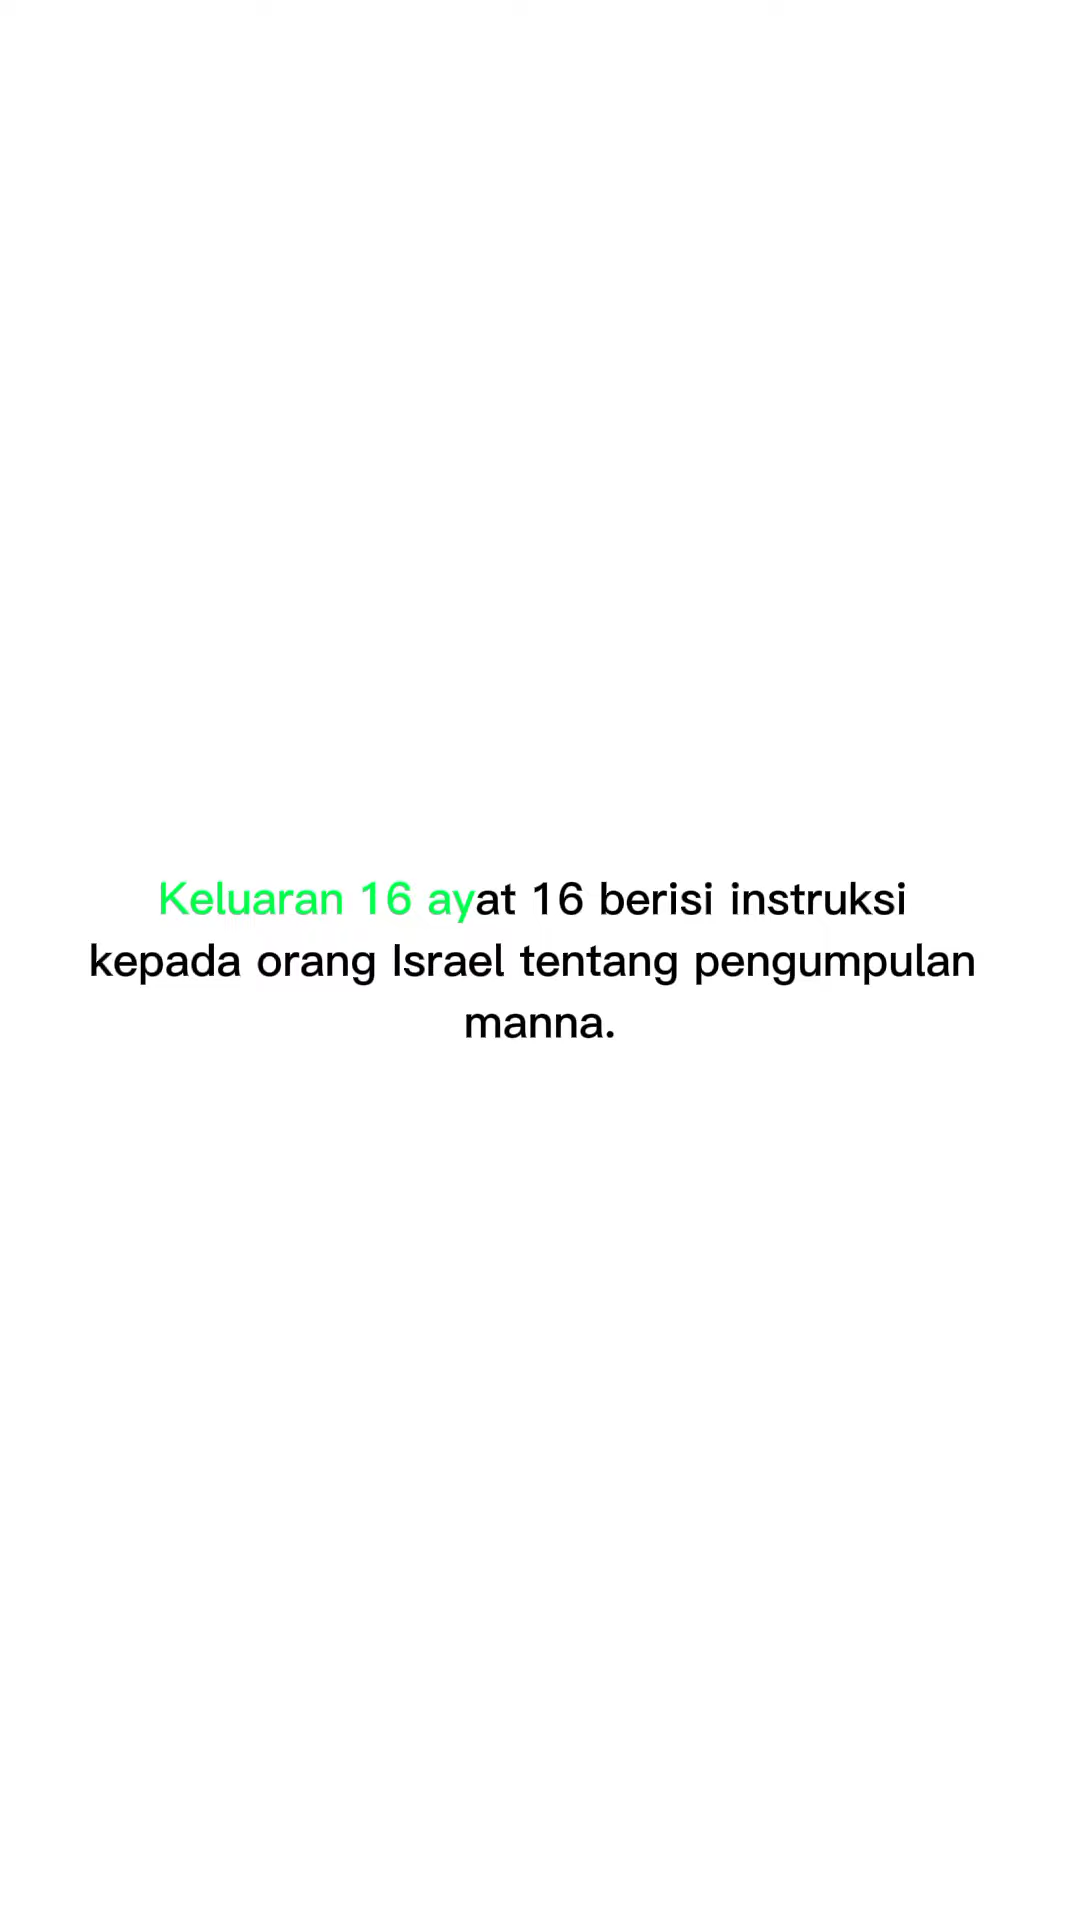 Keluaran 16 ayat 16 berisi instruksi
kepada orang Israel tentang pengumpulan
manna.